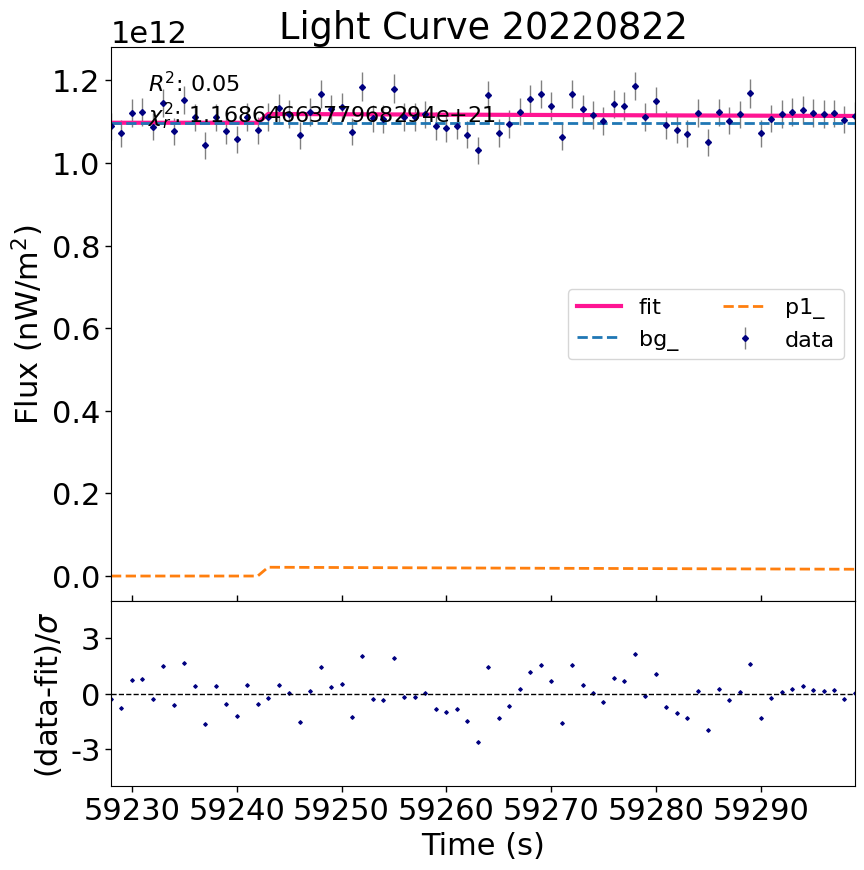 Light Curve 20220822
1e12
R²: 0.05
χᵣ²: 1.1686466377968294e+21
1.2
1.0
0.8
0.6
0.4
0.2
0.0
Flux (nW/m²)
fit
bg_
p1_
data
3
0
-3
(data-fit)/σ
59230 59240 59250 59260 59270 59280 59290
Time (s)